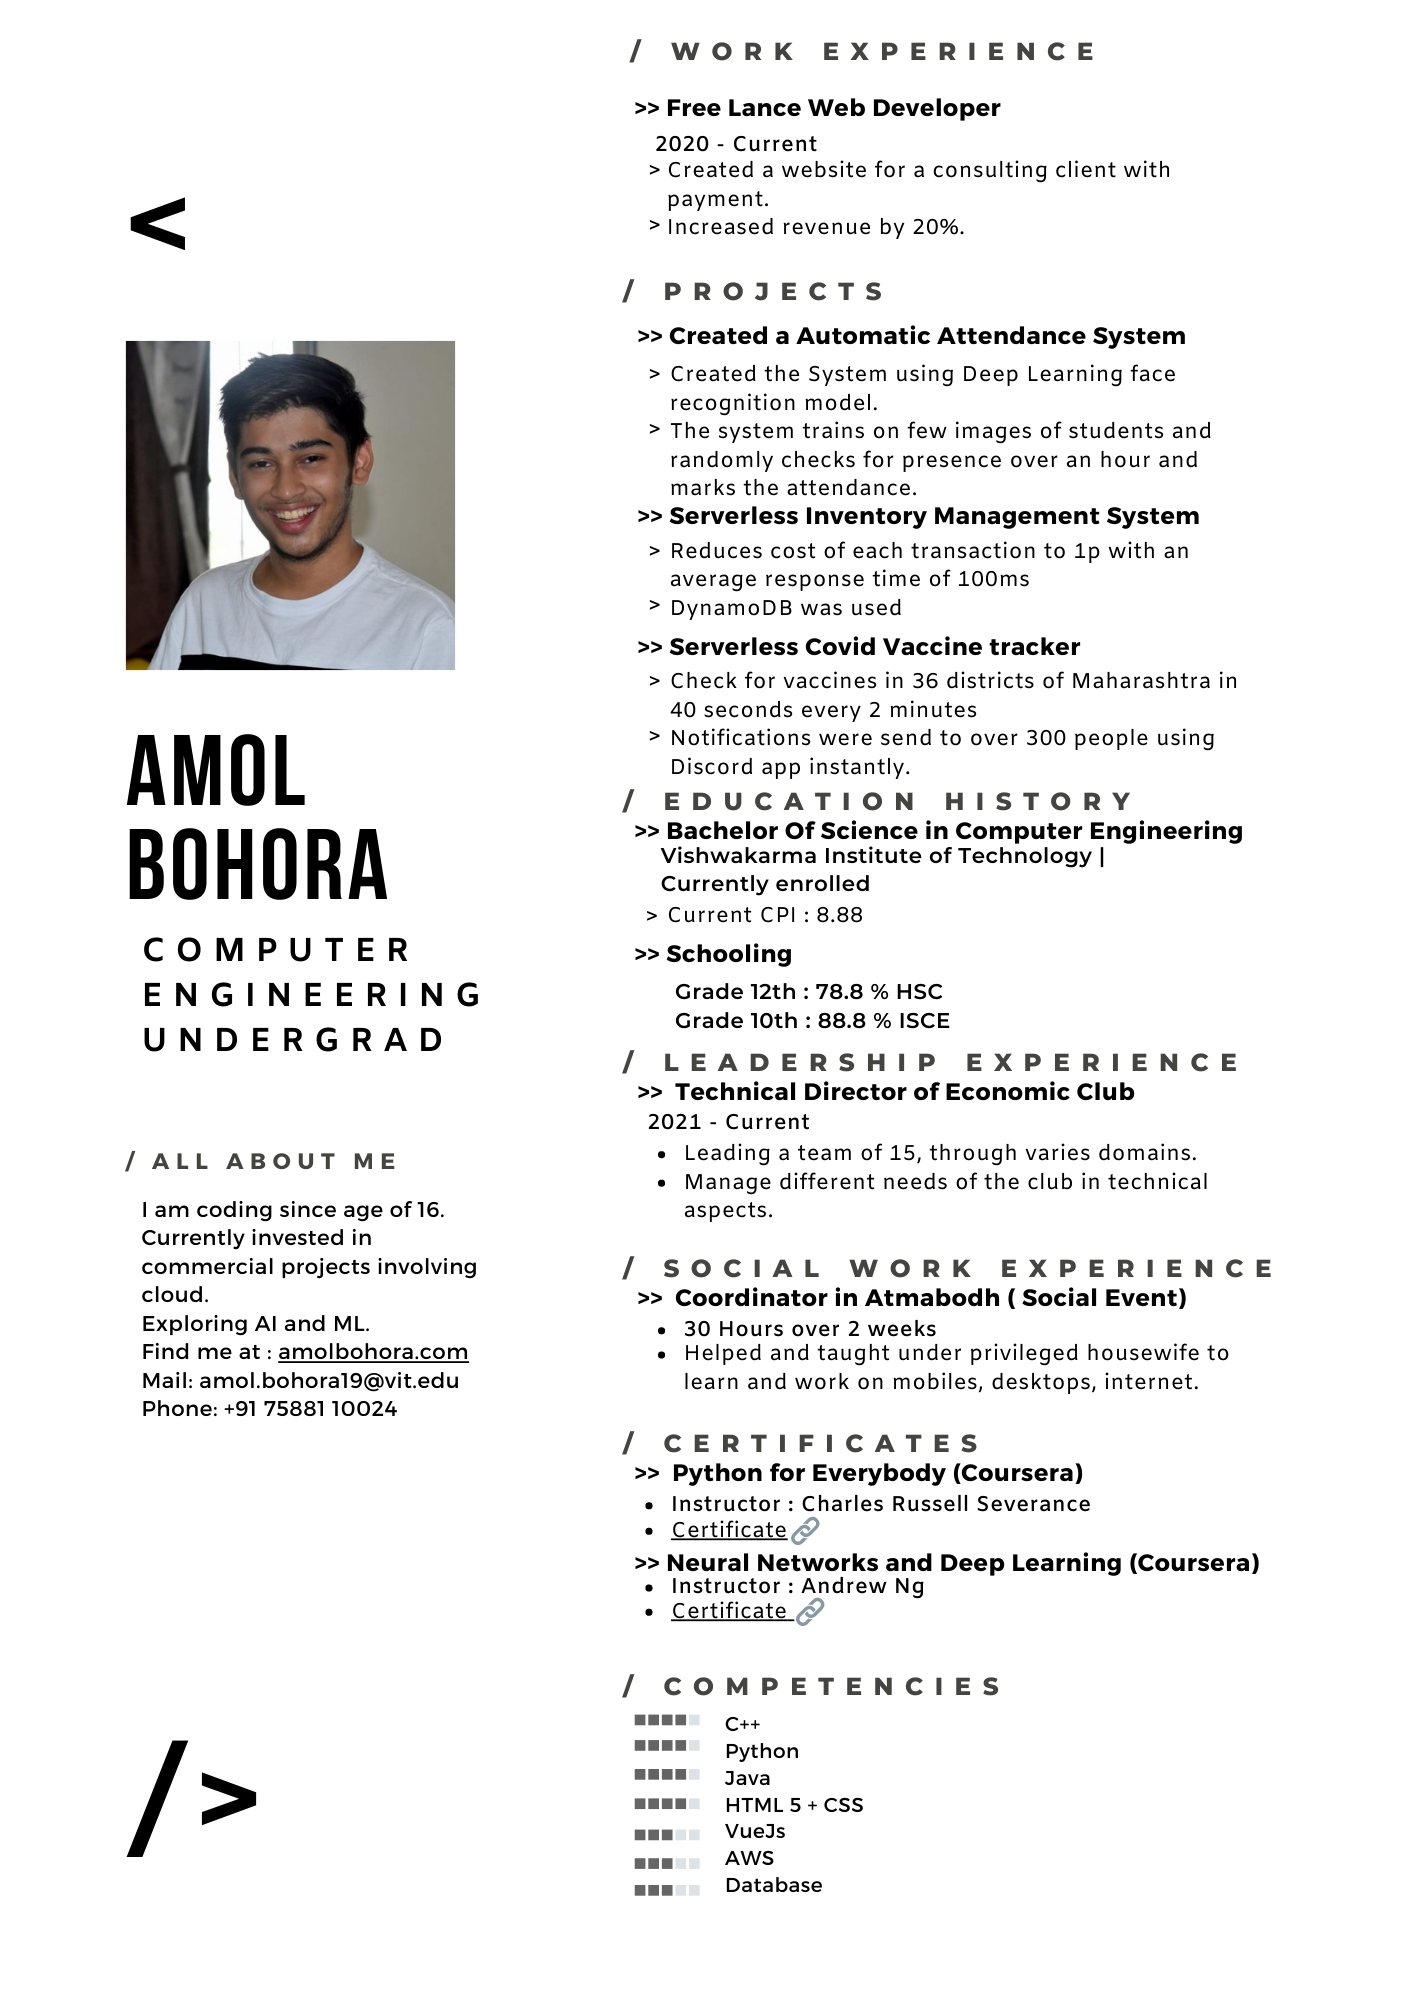 <
AMOL
BOHORA
COMPUTER
ENGINEERING
UNDERGRAD
/ ALL ABOUT ME
I am coding since age of 16.
Currently invested in
commercial projects involving
cloud.
Exploring AI and ML.
Find me at : amolbohora.com
Mail: amol.bohora19@vit.edu
Phone: +91 75881 10024
/>
/ WORK EXPERIENCE
>> Free Lance Web Developer
2020 - Current
> Created a website for a consulting client with
payment.
> Increased revenue by 20%.
/ PROJECTS
>> Created a Automatic Attendance System
> Created the System using Deep Learning face
recognition model.
> The system trains on few images of students and
randomly checks for presence over an hour and
marks the attendance.
>> Serverless Inventory Management System
> Reduces cost of each transaction to 1p with an
average response time of 100ms
> DynamoDB was used
>> Serverless Covid Vaccine tracker
> Check for vaccines in 36 districts of Maharashtra in
40 seconds every 2 minutes
> Notifications were send to over 300 people using
Discord app instantly.
/ EDUCATION HISTORY
>> Bachelor Of Science in Computer Engineering
Vishwakarma Institute of Technology |
Currently enrolled
> Current CPI : 8.88
>> Schooling
Grade 12th : 78.8 % HSC
Grade 10th : 88.8 % ISCE
/ LEADERSHIP EXPERIENCE
>> Technical Director of Economic Club
2021 - Current
• Leading a team of 15, through varies domains.
• Manage different needs of the club in technical
aspects.
/ SOCIAL WORK EXPERIENCE
>> Coordinator in Atmabodh ( Social Event)
• 30 Hours over 2 weeks
• Helped and taught under privileged housewife to
learn and work on mobiles, desktops, internet.
/ CERTIFICATES
>> Python for Everybody (Coursera)
• Instructor : Charles Russell Severance
• Certificate
>> Neural Networks and Deep Learning (Coursera)
• Instructor : Andrew Ng
• Certificate
/ COMPETENCIES
C++
Python
Java
HTML 5 + CSS
VueJs
AWS
Database